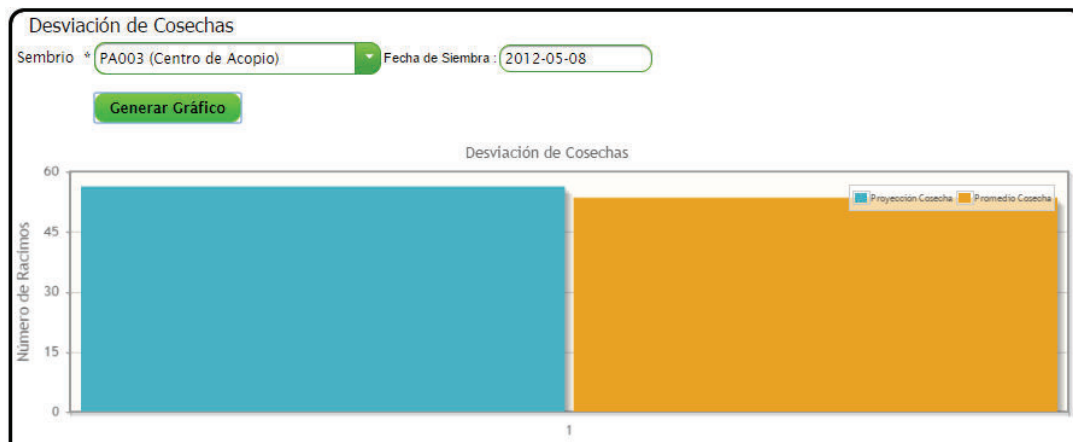 Desviación de Cosechas
Sembrio * PA003 (Centro de Acopio) Fecha de Siembra : 2012-05-08
Generar Gráfico
Desviación de Cosechas
Proyección Cosecha Promedio Cosecha
Número de Racimos
60
45
30
15
0
1